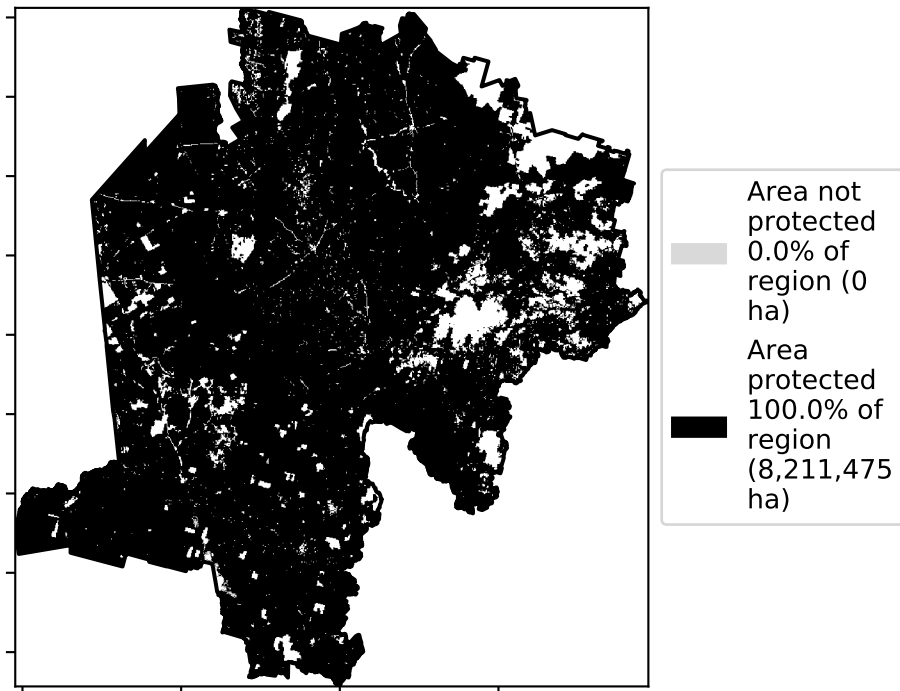 Area not
protected
0.0% of
region (0
ha)
Area
protected
100.0% of
region
(8,211,475
ha)